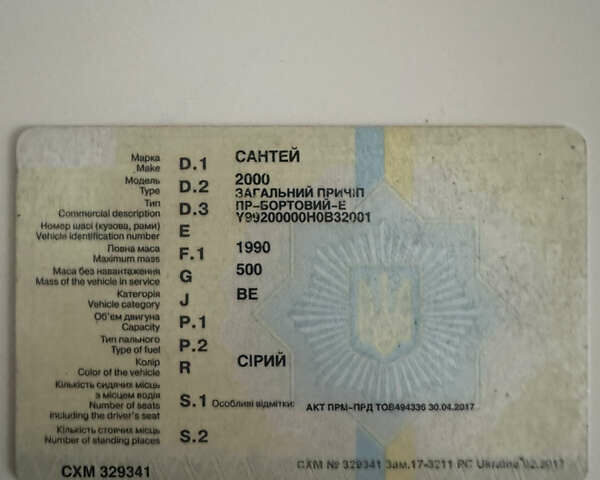 Марка
Make D.1 САНТЕЙ
Модель
Type D.2 2000
ЗАГАЛЬНИЙ ПРИЧІП
Тип
Commercial description D.3 ПР-БОРТОВИЙ-Е
Номер шасі (кузова, рами)
Vehicle identification number E Y99200000H0B32001
Повна маса
Maximum mass F.1 1990
Маса без навантаження
Mass of the vehicle in service G 500
Категорія
Vehicle category J BE
Об'єм двигуна
Capacity P.1
Тип пального
Type of fuel P.2
Колір
Color of the vehicle R СІРИЙ
Кількість сидячих місць
з місцем водія
Number of seats
including the driver's seat S.1 Особливі відмітки: АКТ ПРМ-ПРД ТОВ494336 30.04.2017
Кількість стоячих місць
Number of standing places S.2
СХМ 329341
СХМ № 329341 Зам.17-3211 РС Ukraine 02.2017